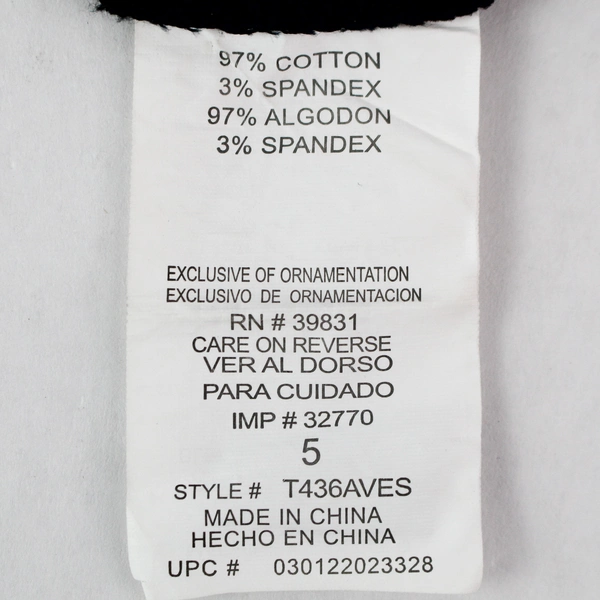 97% COTTON
3% SPANDEX
97% ALGODON
3% SPANDEX
EXCLUSIVE OF ORNAMENTATION
EXCLUSIVO DE ORNAMENTACION
RN # 39831
CARE ON REVERSE
VER AL DORSO
PARA CUIDADO
IMP # 32770
5
STYLE # T436AVES
MADE IN CHINA
HECHO EN CHINA
UPC # 030122023328